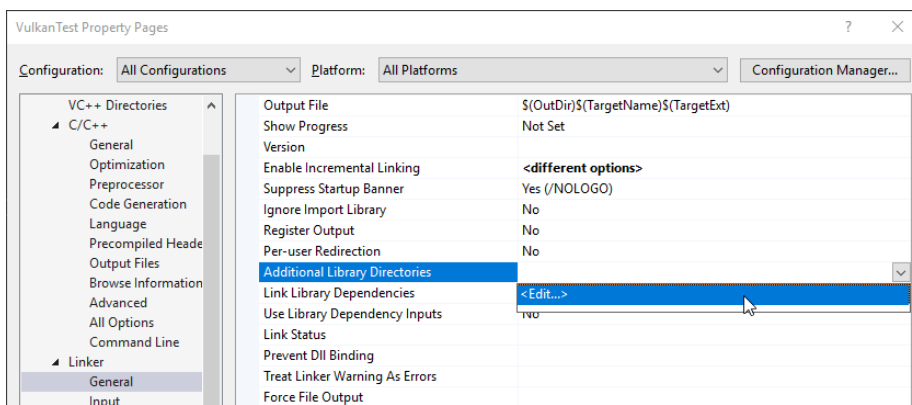 VulkanTest Property Pages ?
Configuration: All Configurations Platform: All Platforms Configuration Manager...
VC++ Directories
C/C++
General
Optimization
Preprocessor
Code Generation
Language
Precompiled Heade
Output Files
Browse Information
Advanced
All Options
Command Line
Linker
General
Input
Output File $(OutDir)$(TargetName)$(TargetExt)
Show Progress Not Set
Version
Enable Incremental Linking <different options>
Suppress Startup Banner Yes (/NOLOGO)
Ignore Import Library No
Register Output No
Per-user Redirection No
Additional Library Directories
Link Library Dependencies <Edit...>
Use Library Dependency Inputs No
Link Status
Prevent Dll Binding
Treat Linker Warning As Errors
Force File Output